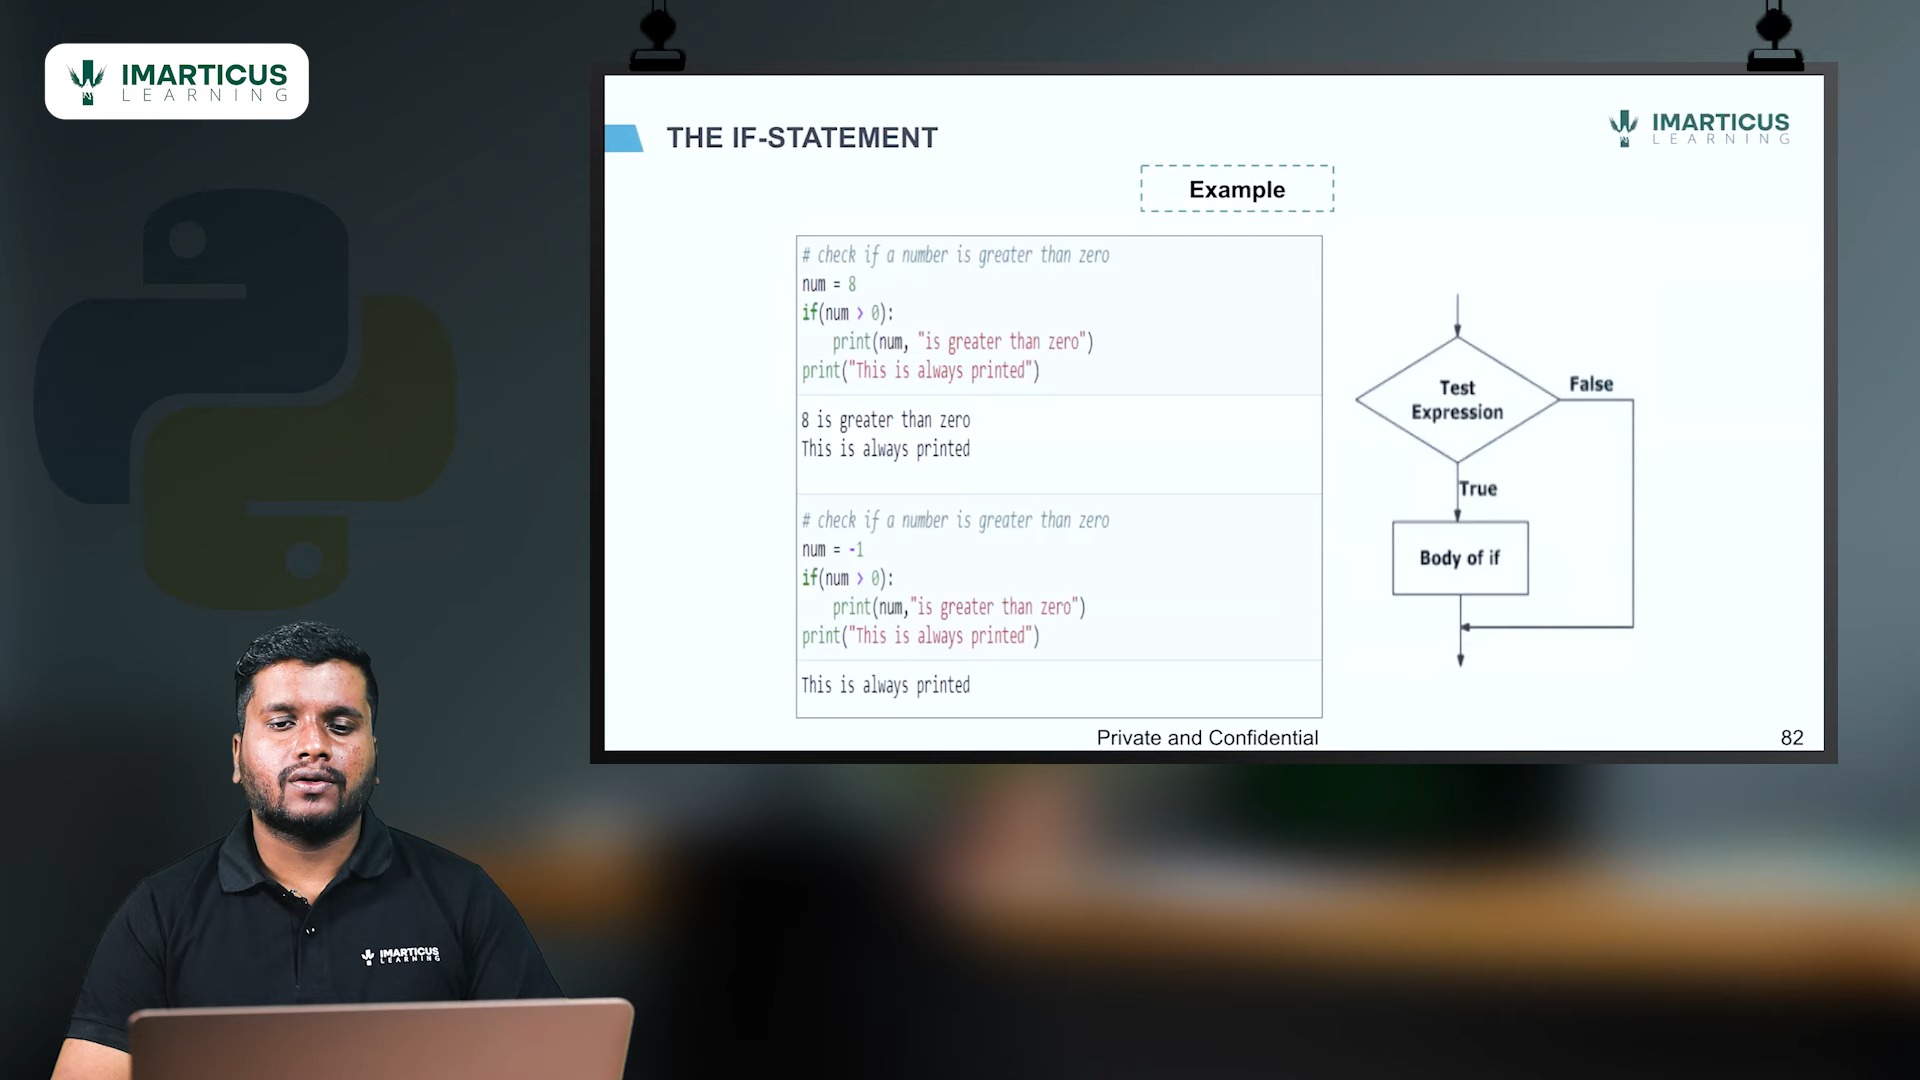 IMARTICUS
LEARNING
THE IF-STATEMENT
IMARTICUS
LEARNING
Example
# check if a number is greater than zero
num = 8
if(num > 0):
    print(num, "is greater than zero")
print("This is always printed")
8 is greater than zero
This is always printed
# check if a number is greater than zero
num = -1
if(num > 0):
    print(num,"is greater than zero")
print("This is always printed")
This is always printed
Test
Expression
False
True
Body of if
Private and Confidential
82
IMARTICUS
LEARNING